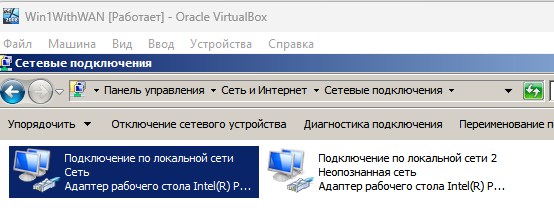 Win1WithWAN [Работает] - Oracle VirtualBox
Файл Машина Вид Ввод Устройства Справка
Сетевые подключения
Панель управления Сеть и Интернет Сетевые подключения
Упорядочить Отключение сетевого устройства Диагностика подключения Переименование по
Подключение по локальной сети
Сеть
Адаптер рабочего стола Intel(R) P...
Подключение по локальной сети 2
Неопознанная сеть
Адаптер рабочего стола Intel(R) P...